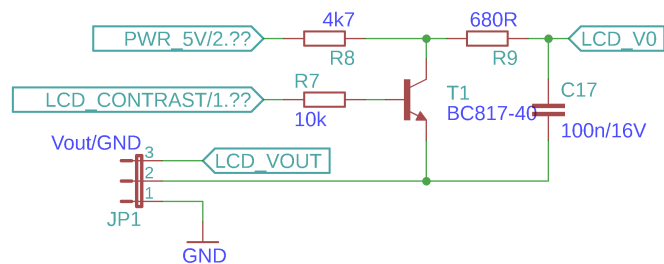 4k7
680R
PWR_5V/2.??
LCD_V0
R8
R9
R7
T1
C17
LCD_CONTRAST/1.??
BC817-40
10k
100n/16V
Vout/GND
3
LCD_VOUT
2
1
JP1
GND